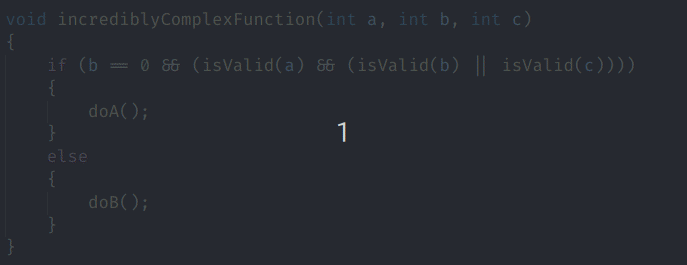 void incrediblyComplexFunction(int a, int b, int c)
{
if (b == 0 && (isValid(a) && (isValid(b) || isValid(c))))
{
doA();
}
1
else
{
doB();
}
}